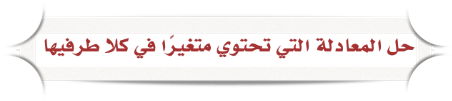 حل المعادلة التي تحتوي متغيرًا في كلا طرفيها